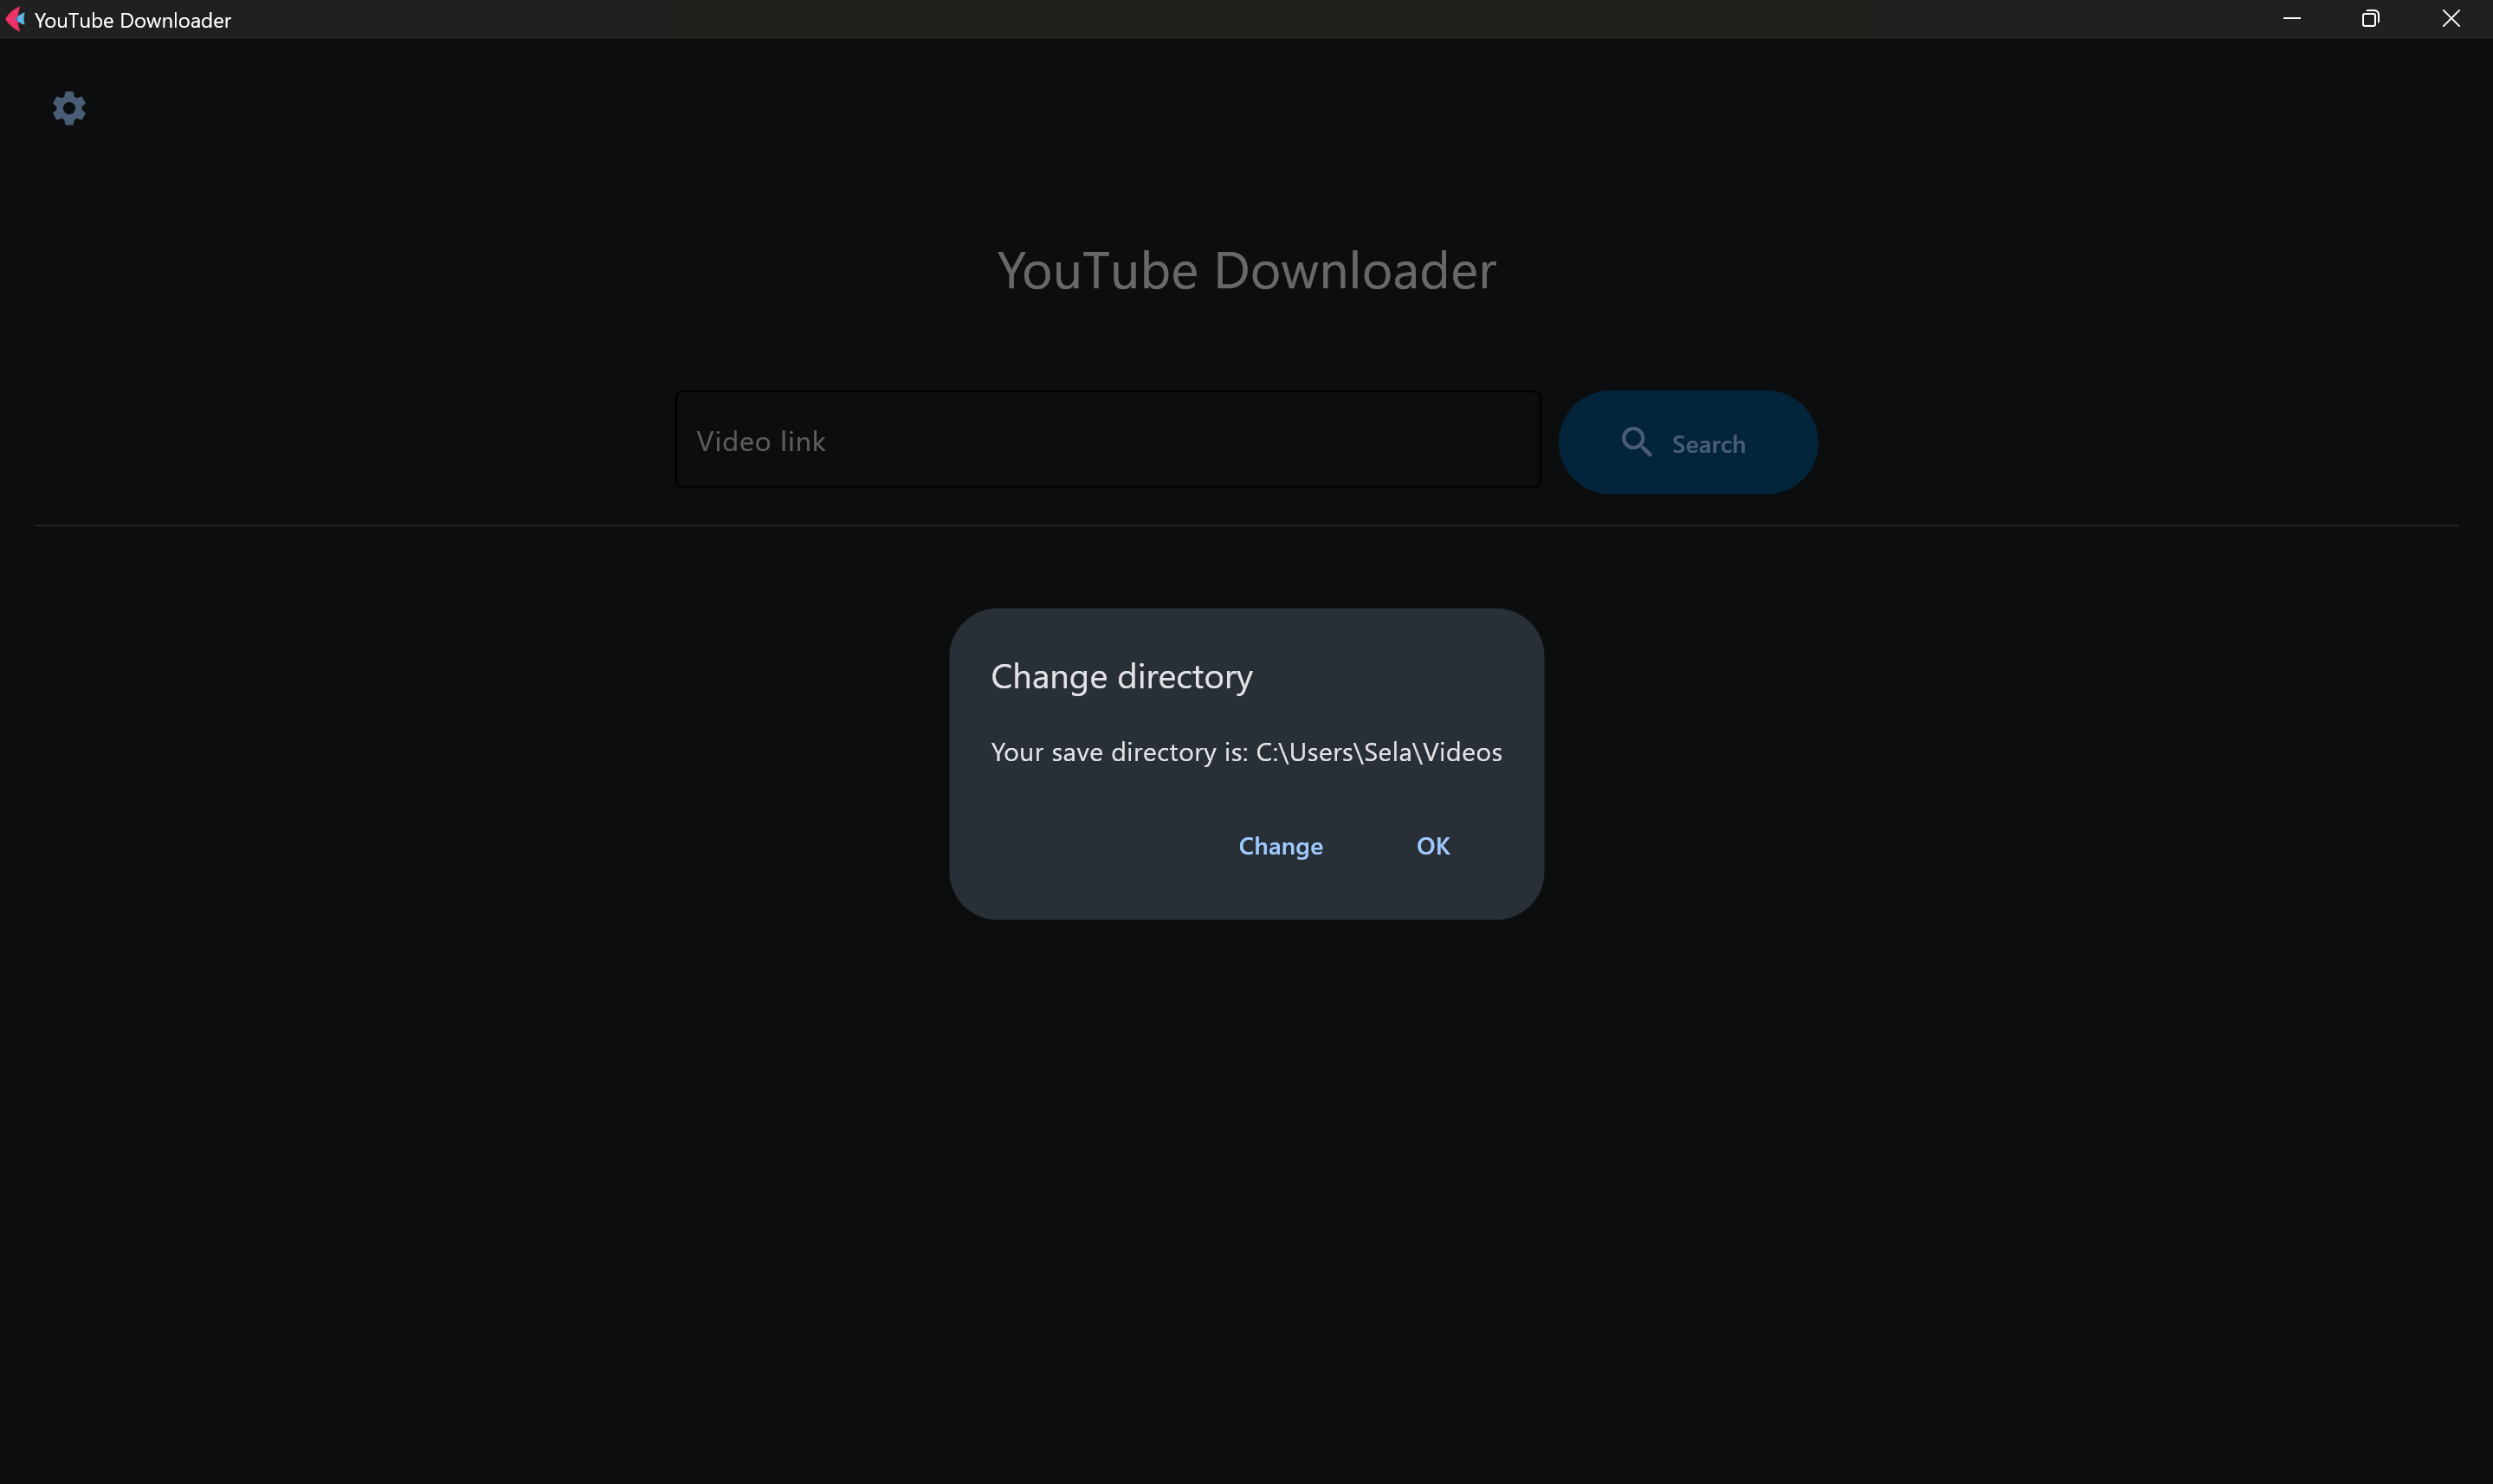 YouTube Downloader
YouTube Downloader
Video link
Search
Change directory
Your save directory is: C:\Users\Sela\Videos
Change
OK